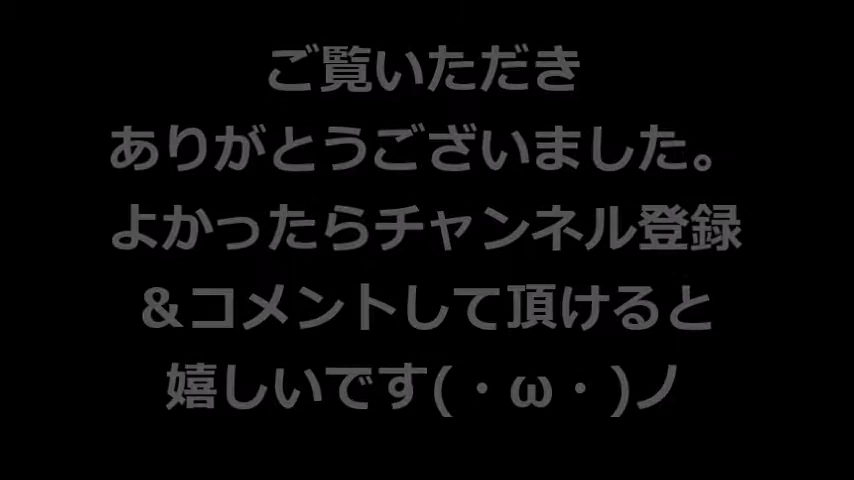 ご覧いただき
ありがとうございました。
よかったらチャンネル登録
＆コメントして頂けると
嬉しいです(・ω・)ノ